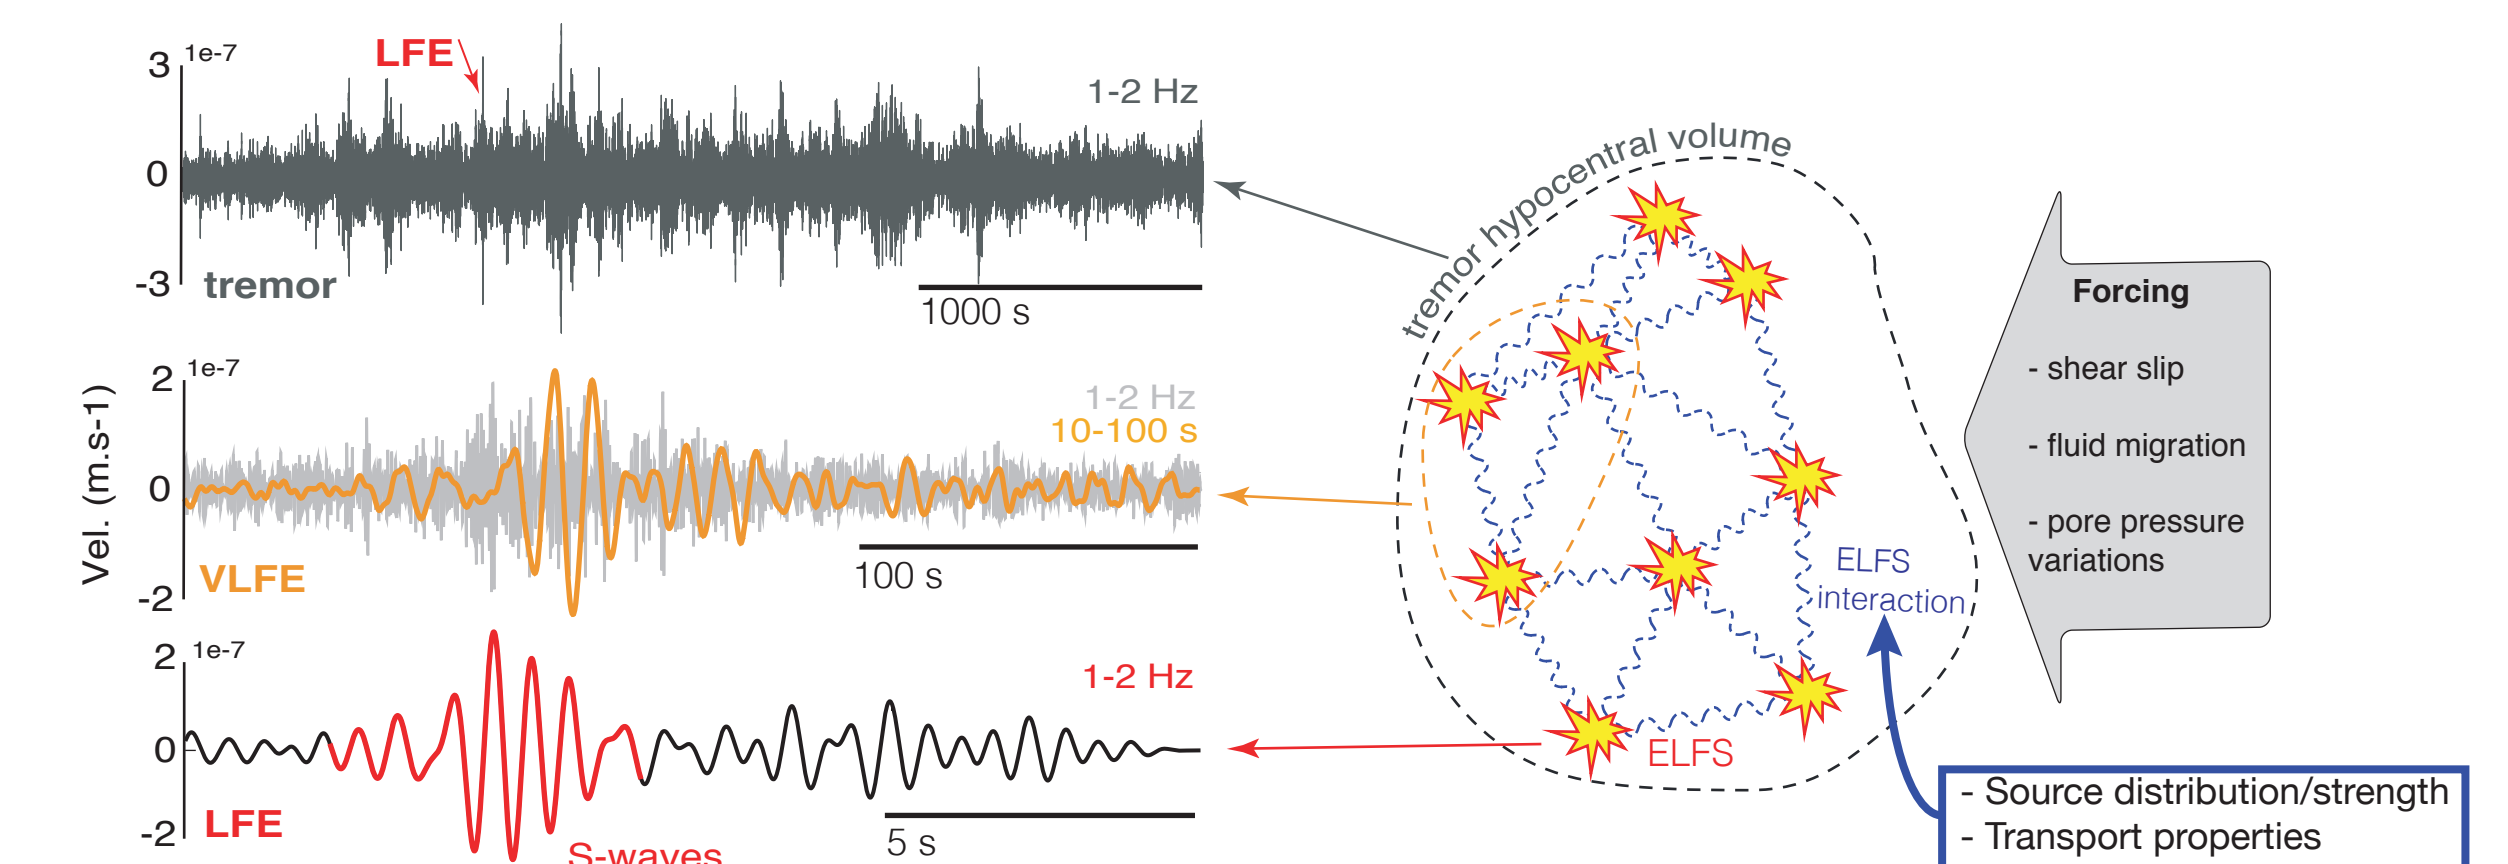 LFE
3
1e-7
0
-3
tremor
1-2 Hz
1000 s
Vel. (m.s-1)
2
1e-7
0
-2
VLFE
1-2 Hz
10-100 s
100 s
2
1e-7
0
-2
LFE
1-2 Hz
S-waves
5 s
tremor hypocentral volume
ELFS
interaction
ELFS
Forcing
- shear slip
- fluid migration
- pore pressure
variations
- Source distribution/strength
- Transport properties